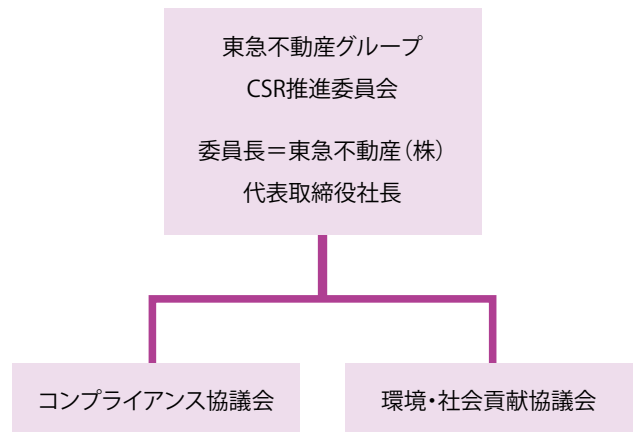 東急不動産グループ
CSR推進委員会
委員長＝東急不動産（株）
代表取締役社長
コンプライアンス協議会
環境・社会貢献協議会